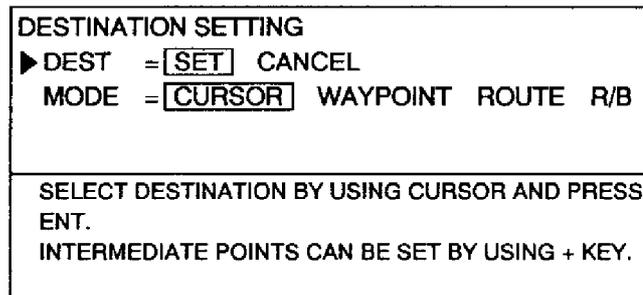 DESTINATION SETTING
▶ DEST = SET CANCEL
MODE = CURSOR WAYPOINT ROUTE R/B
SELECT DESTINATION BY USING CURSOR AND PRESS
ENT.
INTERMEDIATE POINTS CAN BE SET BY USING + KEY.